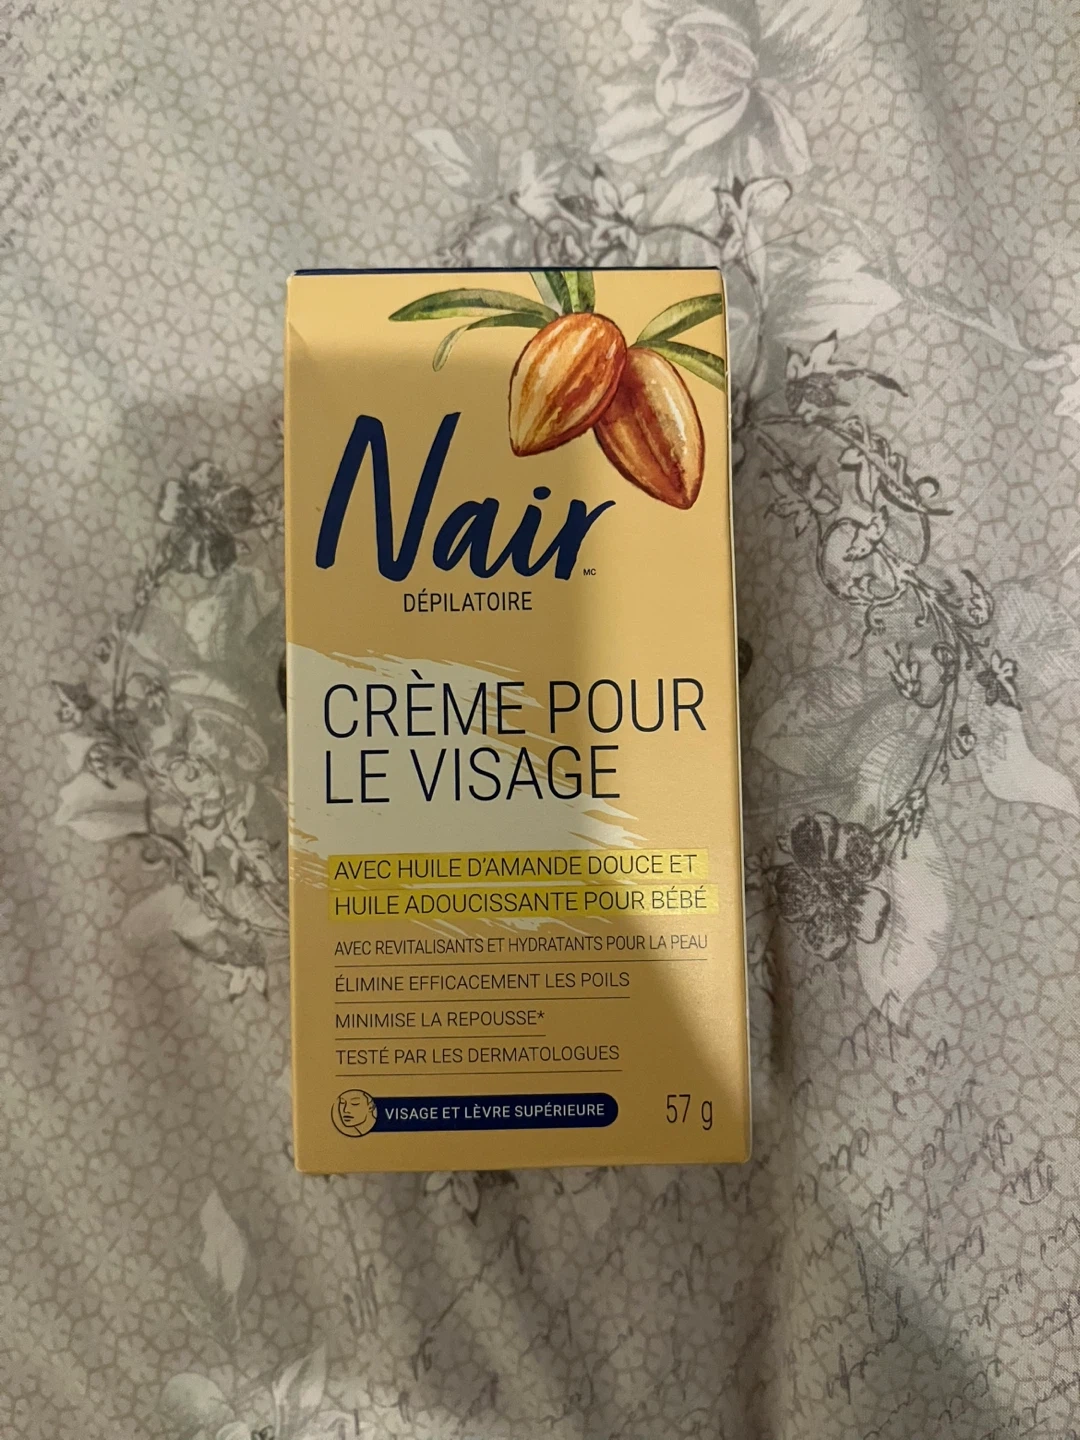 Nair
MC
DÉPILATOIRE
CRÈME POUR
LE VISAGE
AVEC HUILE D'AMANDE DOUCE ET
HUILE ADOUCISSANTE POUR BÉBÉ
AVEC REVITALISANTS ET HYDRATANTS POUR LA PEAU
ÉLIMINE EFFICACEMENT LES POILS
MINIMISE LA REPOUSSE*
TESTÉ PAR LES DERMATOLOGUES
VISAGE ET LÈVRE SUPÉRIEURE
57 g